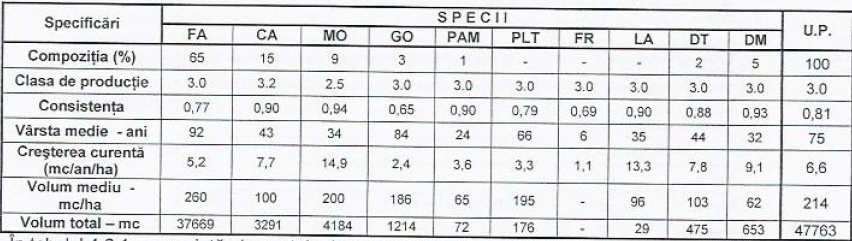 Specificări SPECII U.P.
FA CA MO GO PAM PLT FR LA DT DM
Compoziția (%) 65 15 9 3 1 - - - 2 5 100
Clasa de producție 3.0 3.2 2.5 3.0 3.0 3.0 3.0 3.0 3.0 3.0 3.0
Consistența 0,77 0,90 0,94 0,65 0,90 0,79 0,69 0,90 0,88 0,93 0,81
Vârsta medie - ani 92 43 34 84 24 66 6 35 44 32 75
Creșterea curentă (mc/an/ha) 5,2 7,7 14,9 2,4 3,6 3,3 1,1 13,3 7,8 9,1 6,6
Volum mediu - mc/ha 260 100 200 186 65 195 - 96 103 62 214
Volum total – mc 37669 3291 4184 1214 72 176 - 29 475 653 47763